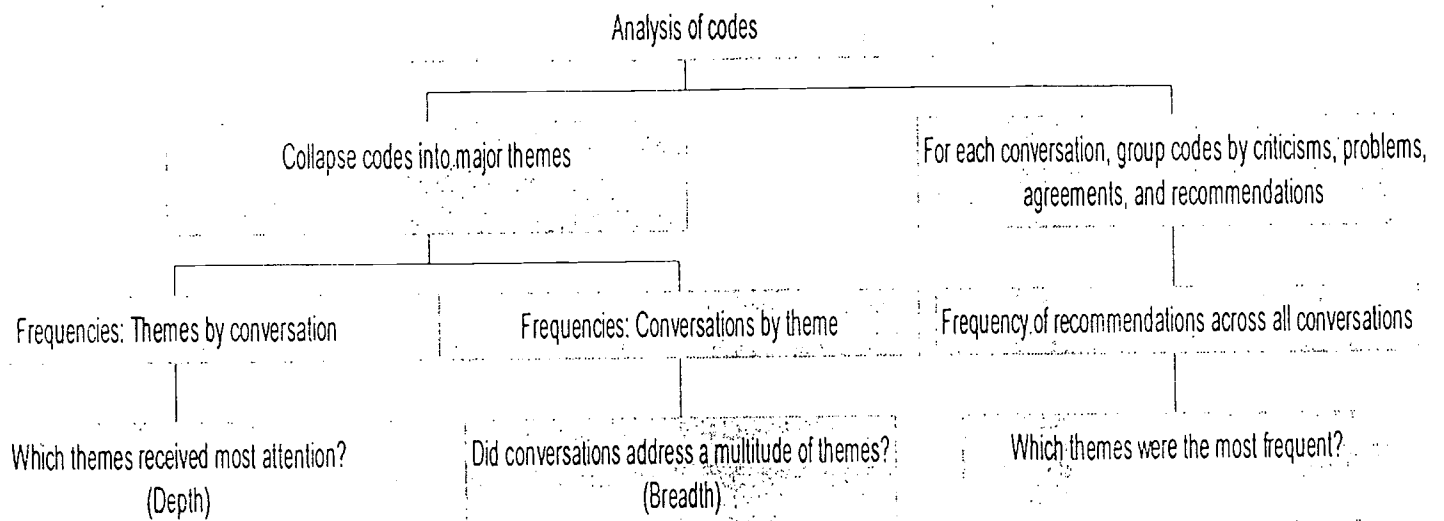 Analysis of codes
Collapse codes into major themes
For each conversation, group codes by criticisms, problems,
agreements, and recommendations
Frequencies: Themes by conversation
Frequencies: Conversations by theme
Frequency of recommendations across all conversations
Which themes received most attention?
(Depth)
Did conversations address a multitude of themes?
(Breadth)
Which themes were the most frequent?